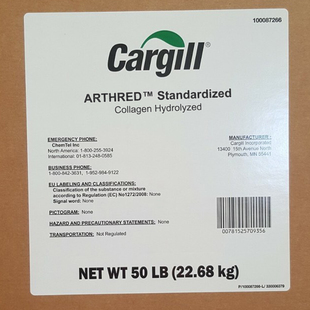 100087266
Cargill®
ARTHRED™ Standardized
Collagen Hydrolyzed
EMERGENCY PHONE:
ChemTel Inc
North America: 1-800-255-3924
International: 01-813-248-0585
MANUFACTURER:
Cargill Incorporated
13400 15th Avenue North
Plymouth, MN 55441
BUSINESS PHONE:
1-800-842-3631, 1-952-984-9122
EU LABELING AND CLASSIFICATIONS:
Classification of the substance or mixture
according to Regulation (EC) No1272/2008: None
Signal word: None
PICTOGRAM: None
HAZARD AND PRECAUTIONARY STATEMENTS: None
TRANSPORTATION: Not Regulated
00781525709356
NET WT 50 LB (22.68 kg)